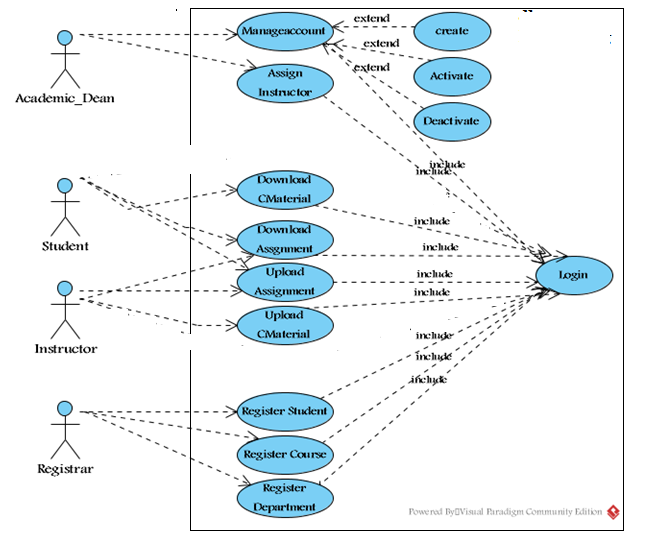 Manageaccount
extend
create
Academic_Dean
Assign
Instructor
extend
Activate
extend
Deactivate
include
include
Student
Download
CMaterial
include
Download
Assgnment
include
Instructor
Upload
Assignment
include
Login
Upload
CMaterial
include
include
include
include
Registrar
Register Student
Register Course
Register
Department
Powered By Visual Paradigm Community Edition